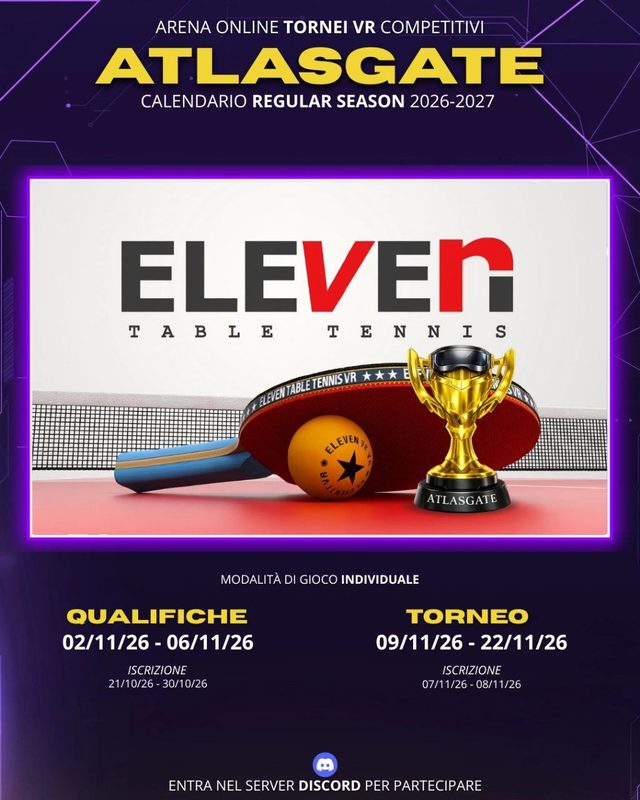 ARENA ONLINE TORNEI VR COMPETITIVI
ATLASGATE
CALENDARIO REGULAR SEASON 2026-2027
ELEVEN
TABLE TENNIS
ELEVEN TABLE TENNIS VR ★★★ E
ELEVEN
ATLASGATE
MODALITÀ DI GIOCO INDIVIDUALE
QUALIFICHE
02/11/26 - 06/11/26
ISCRIZIONE
21/10/26 - 30/10/26
TORNEO
09/11/26 - 22/11/26
ISCRIZIONE
07/11/26 - 08/11/26
ENTRA NEL SERVER DISCORD PER PARTECIPARE